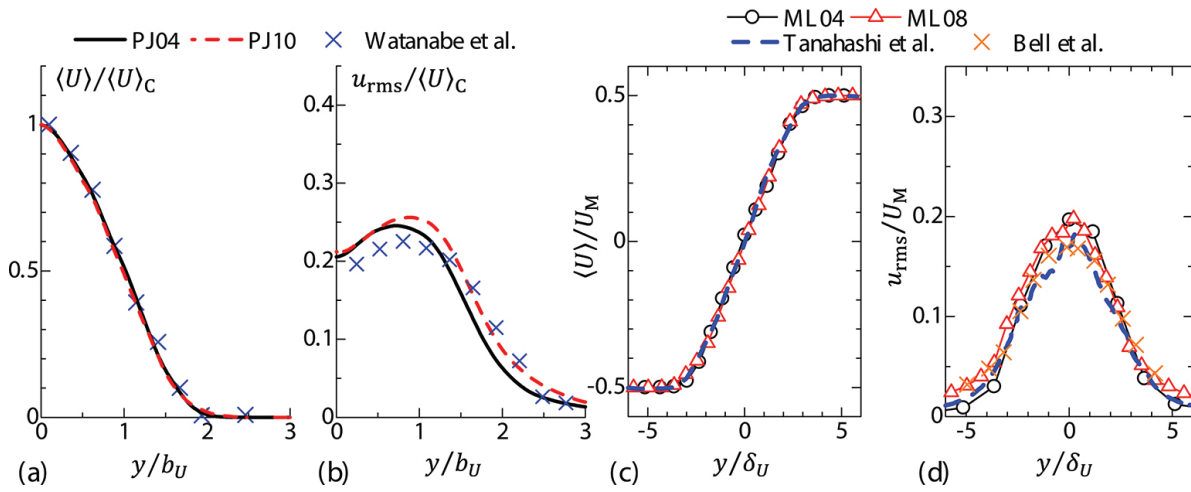 PJ04 PJ10 Watanabe et al.
ML04 ML08
Tanahashi et al. Bell et al.
⟨U⟩/⟨U⟩C
1
0.5
0
0 1 2 3
(a) y/bU
urms/⟨U⟩C
0.4
0.3
0.2
0.1
0
0 1 2 3
(b) y/bU
⟨U⟩/UM
0.5
0
-0.5
-5 0 5
(c) y/δU
urms/UM
0.3
0.2
0.1
0
-5 0 5
(d) y/δU